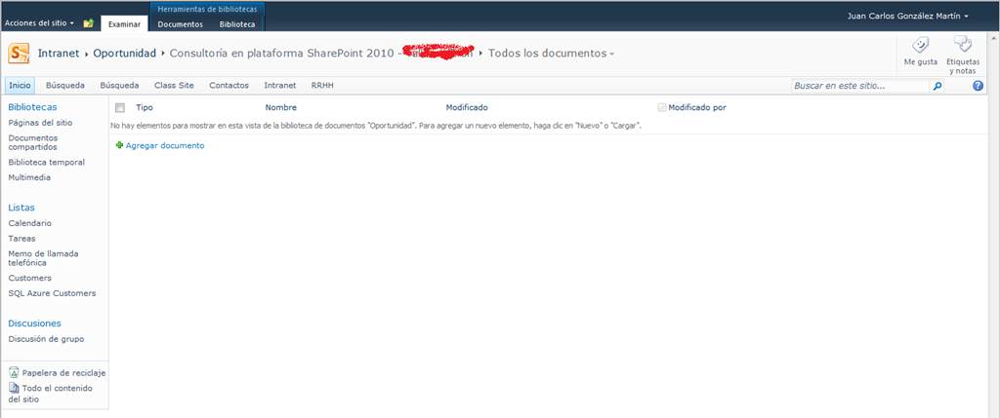 Herramientas de bibliotecas
Acciones del sitio
Examinar
Documentos
Biblioteca
Juan Carlos González Martín
Intranet
Oportunidad
Consultoría en plataforma SharePoint 2010 -
Todos los documentos
Me gusta
Etiquetas
y notas
Inicio
Búsqueda
Búsqueda
Class Site
Contactos
Intranet
RRHH
Buscar en este sitio...
Bibliotecas
Páginas del sitio
Documentos
compartidos
Biblioteca temporal
Multimedia
Listas
Calendario
Tareas
Memo de llamada
telefónica
Customers
SQL Azure Customers
Discusiones
Discusión de grupo
Papelera de reciclaje
Todo el contenido
del sitio
Tipo
Nombre
Modificado
Modificado por
No hay elementos para mostrar en esta vista de la biblioteca de documentos "Oportunidad". Para agregar un nuevo elemento, haga clic en "Nuevo" o "Cargar".
Agregar documento